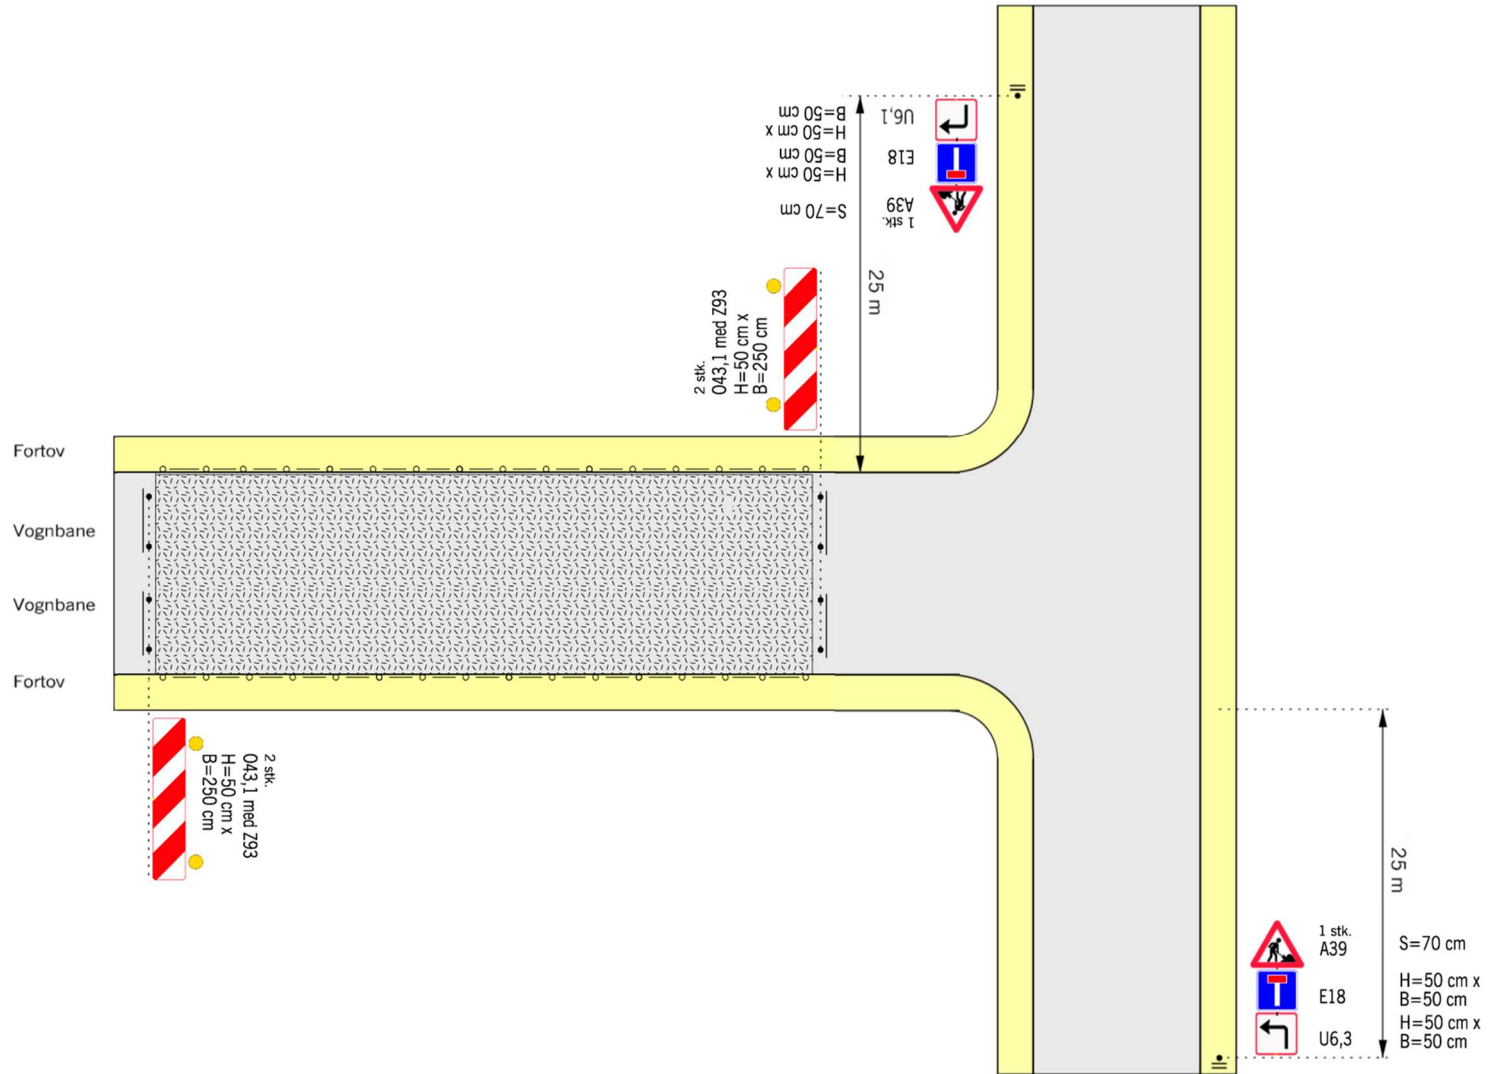 1 stk.
A39
S=70 cm
E18
H=50 cm x
B=50 cm
U6,1
H=50 cm x
B=50 cm
25 m
2 stk.
O43,1 med Z93
H=50 cm x
B=250 cm
Fortov
Vognbane
Vognbane
Fortov
2 stk.
O43,1 med Z93
H=50 cm x
B=250 cm
25 m
1 stk.
A39
S=70 cm
E18
H=50 cm x
B=50 cm
U6,3
H=50 cm x
B=50 cm